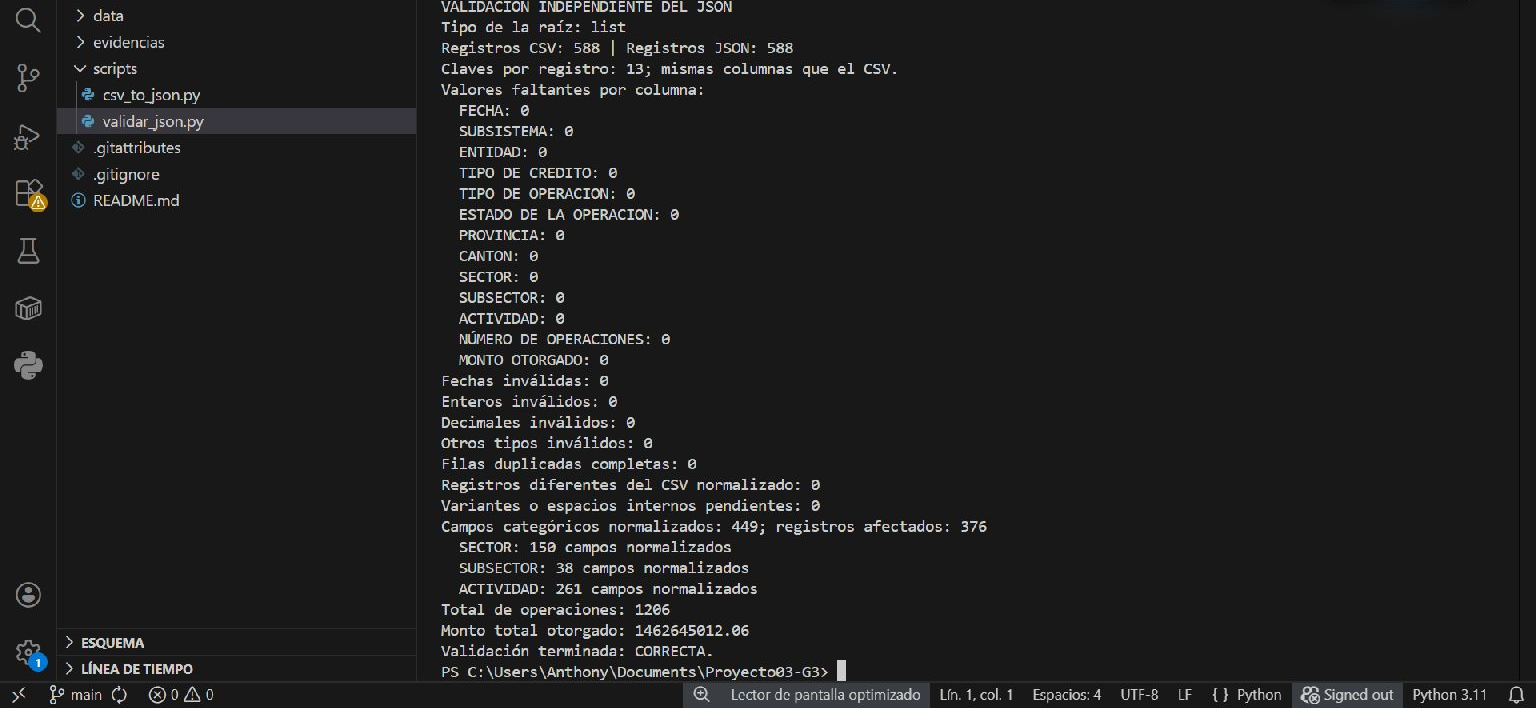 data
evidencias
scripts
csv_to_json.py
validar_json.py
.gitattributes
.gitignore
README.md
ESQUEMA
LÍNEA DE TIEMPO
VALIDACIÓN INDEPENDIENTE DEL JSON
Tipo de la raíz: list
Registros CSV: 588 | Registros JSON: 588
Claves por registro: 13; mismas columnas que el CSV.
Valores faltantes por columna:
FECHA: 0
SUBSISTEMA: 0
ENTIDAD: 0
TIPO DE CREDITO: 0
TIPO DE OPERACION: 0
ESTADO DE LA OPERACION: 0
PROVINCIA: 0
CANTON: 0
SECTOR: 0
SUBSECTOR: 0
ACTIVIDAD: 0
NÚMERO DE OPERACIONES: 0
MONTO OTORGADO: 0
Fechas inválidas: 0
Enteros inválidos: 0
Decimales inválidos: 0
Otros tipos inválidos: 0
Filas duplicadas completas: 0
Registros diferentes del CSV normalizado: 0
Variantes o espacios internos pendientes: 0
Campos categóricos normalizados: 449; registros afectados: 376
SECTOR: 150 campos normalizados
SUBSECTOR: 38 campos normalizados
ACTIVIDAD: 261 campos normalizados
Total de operaciones: 1206
Monto total otorgado: 1462645012.06
Validación terminada: CORRECTA.
PS C:\Users\Anthony\Documents\Proyecto03-G3>
1
main 0 0 Lector de pantalla optimizado Lín. 1, col. 1 Espacios: 4 UTF-8 LF {} Python Signed out Python 3.11